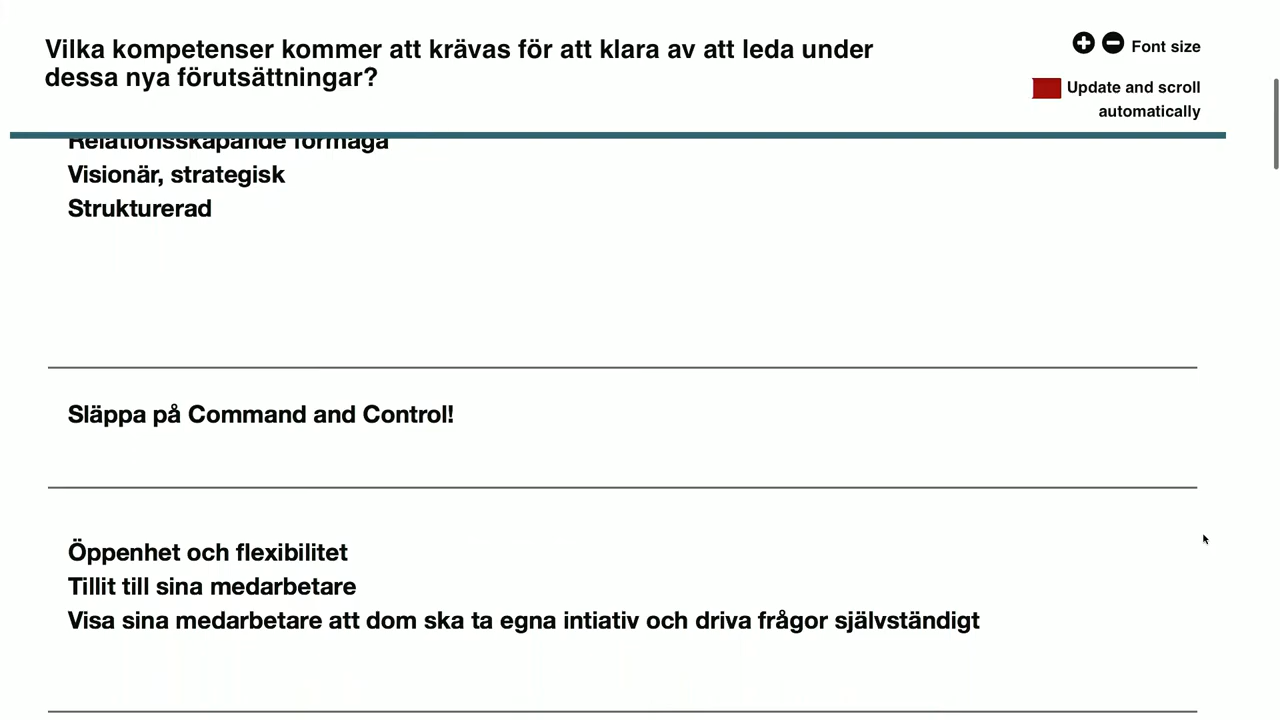 Vilka kompetenser kommer att krävas för att klara av att leda under
dessa nya förutsättningar?
Font size
Update and scroll
automatically
Relationsskapande förmåga
Visionär, strategisk
Strukturerad
Släppa på Command and Control!
Öppenhet och flexibilitet
Tillit till sina medarbetare
Visa sina medarbetare att dom ska ta egna intiativ och driva frågor självständigt